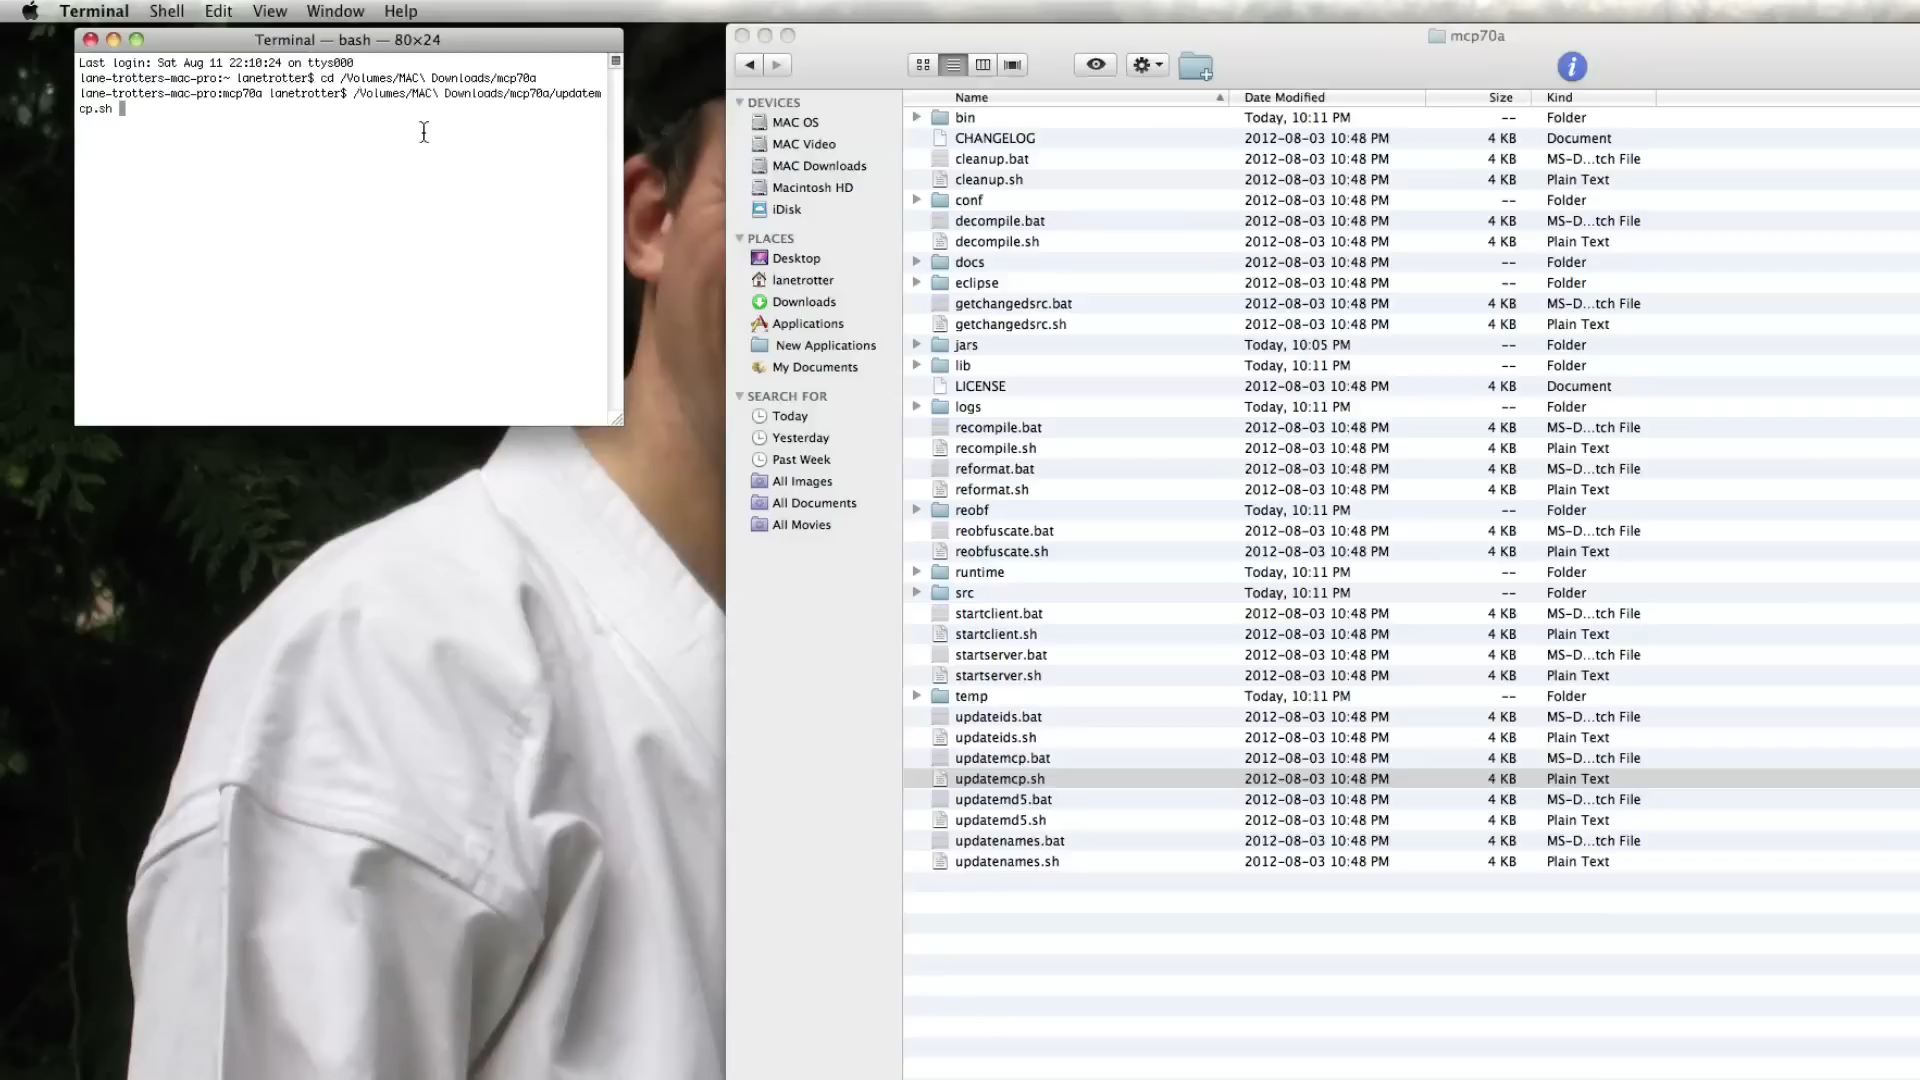 Terminal Shell Edit View Window Help
Terminal — bash — 80×24
Last login: Sat Aug 11 22:10:24 on ttys000
lane-trotters-mac-pro:~ lanetrotter$ cd /Volumes/MAC\ Downloads/mcp70a
lane-trotters-mac-pro:mcp70a lanetrotter$ /Volumes/MAC\ Downloads/mcp70a/updatem
cp.sh
mcp70a
DEVICES
MAC OS
MAC Video
MAC Downloads
Macintosh HD
iDisk
PLACES
Desktop
lanetrotter
Downloads
Applications
New Applications
My Documents
SEARCH FOR
Today
Yesterday
Past Week
All Images
All Documents
All Movies
Name Date Modified Size Kind
bin Today, 10:11 PM -- Folder
CHANGELOG 2012-08-03 10:48 PM 4 KB Document
cleanup.bat 2012-08-03 10:48 PM 4 KB MS-D...tch File
cleanup.sh 2012-08-03 10:48 PM 4 KB Plain Text
conf 2012-08-03 10:48 PM -- Folder
decompile.bat 2012-08-03 10:48 PM 4 KB MS-D...tch File
decompile.sh 2012-08-03 10:48 PM 4 KB Plain Text
docs 2012-08-03 10:48 PM -- Folder
eclipse 2012-08-03 10:48 PM -- Folder
getchangedsrc.bat 2012-08-03 10:48 PM 4 KB MS-D...tch File
getchangedsrc.sh 2012-08-03 10:48 PM 4 KB Plain Text
jars Today, 10:05 PM -- Folder
lib Today, 10:11 PM -- Folder
LICENSE 2012-08-03 10:48 PM 4 KB Document
logs Today, 10:11 PM -- Folder
recompile.bat 2012-08-03 10:48 PM 4 KB MS-D...tch File
recompile.sh 2012-08-03 10:48 PM 4 KB Plain Text
reformat.bat 2012-08-03 10:48 PM 4 KB MS-D...tch File
reformat.sh 2012-08-03 10:48 PM 4 KB Plain Text
reobf Today, 10:11 PM -- Folder
reobfuscate.bat 2012-08-03 10:48 PM 4 KB MS-D...tch File
reobfuscate.sh 2012-08-03 10:48 PM 4 KB Plain Text
runtime Today, 10:11 PM -- Folder
src Today, 10:11 PM -- Folder
startclient.bat 2012-08-03 10:48 PM 4 KB MS-D...tch File
startclient.sh 2012-08-03 10:48 PM 4 KB Plain Text
startserver.bat 2012-08-03 10:48 PM 4 KB MS-D...tch File
startserver.sh 2012-08-03 10:48 PM 4 KB Plain Text
temp Today, 10:11 PM -- Folder
updateids.bat 2012-08-03 10:48 PM 4 KB MS-D...tch File
updateids.sh 2012-08-03 10:48 PM 4 KB Plain Text
updatemcp.bat 2012-08-03 10:48 PM 4 KB MS-D...tch File
updatemcp.sh 2012-08-03 10:48 PM 4 KB Plain Text
updatemd5.bat 2012-08-03 10:48 PM 4 KB MS-D...tch File
updatemd5.sh 2012-08-03 10:48 PM 4 KB Plain Text
updatenames.bat 2012-08-03 10:48 PM 4 KB MS-D...tch File
updatenames.sh 2012-08-03 10:48 PM 4 KB Plain Text